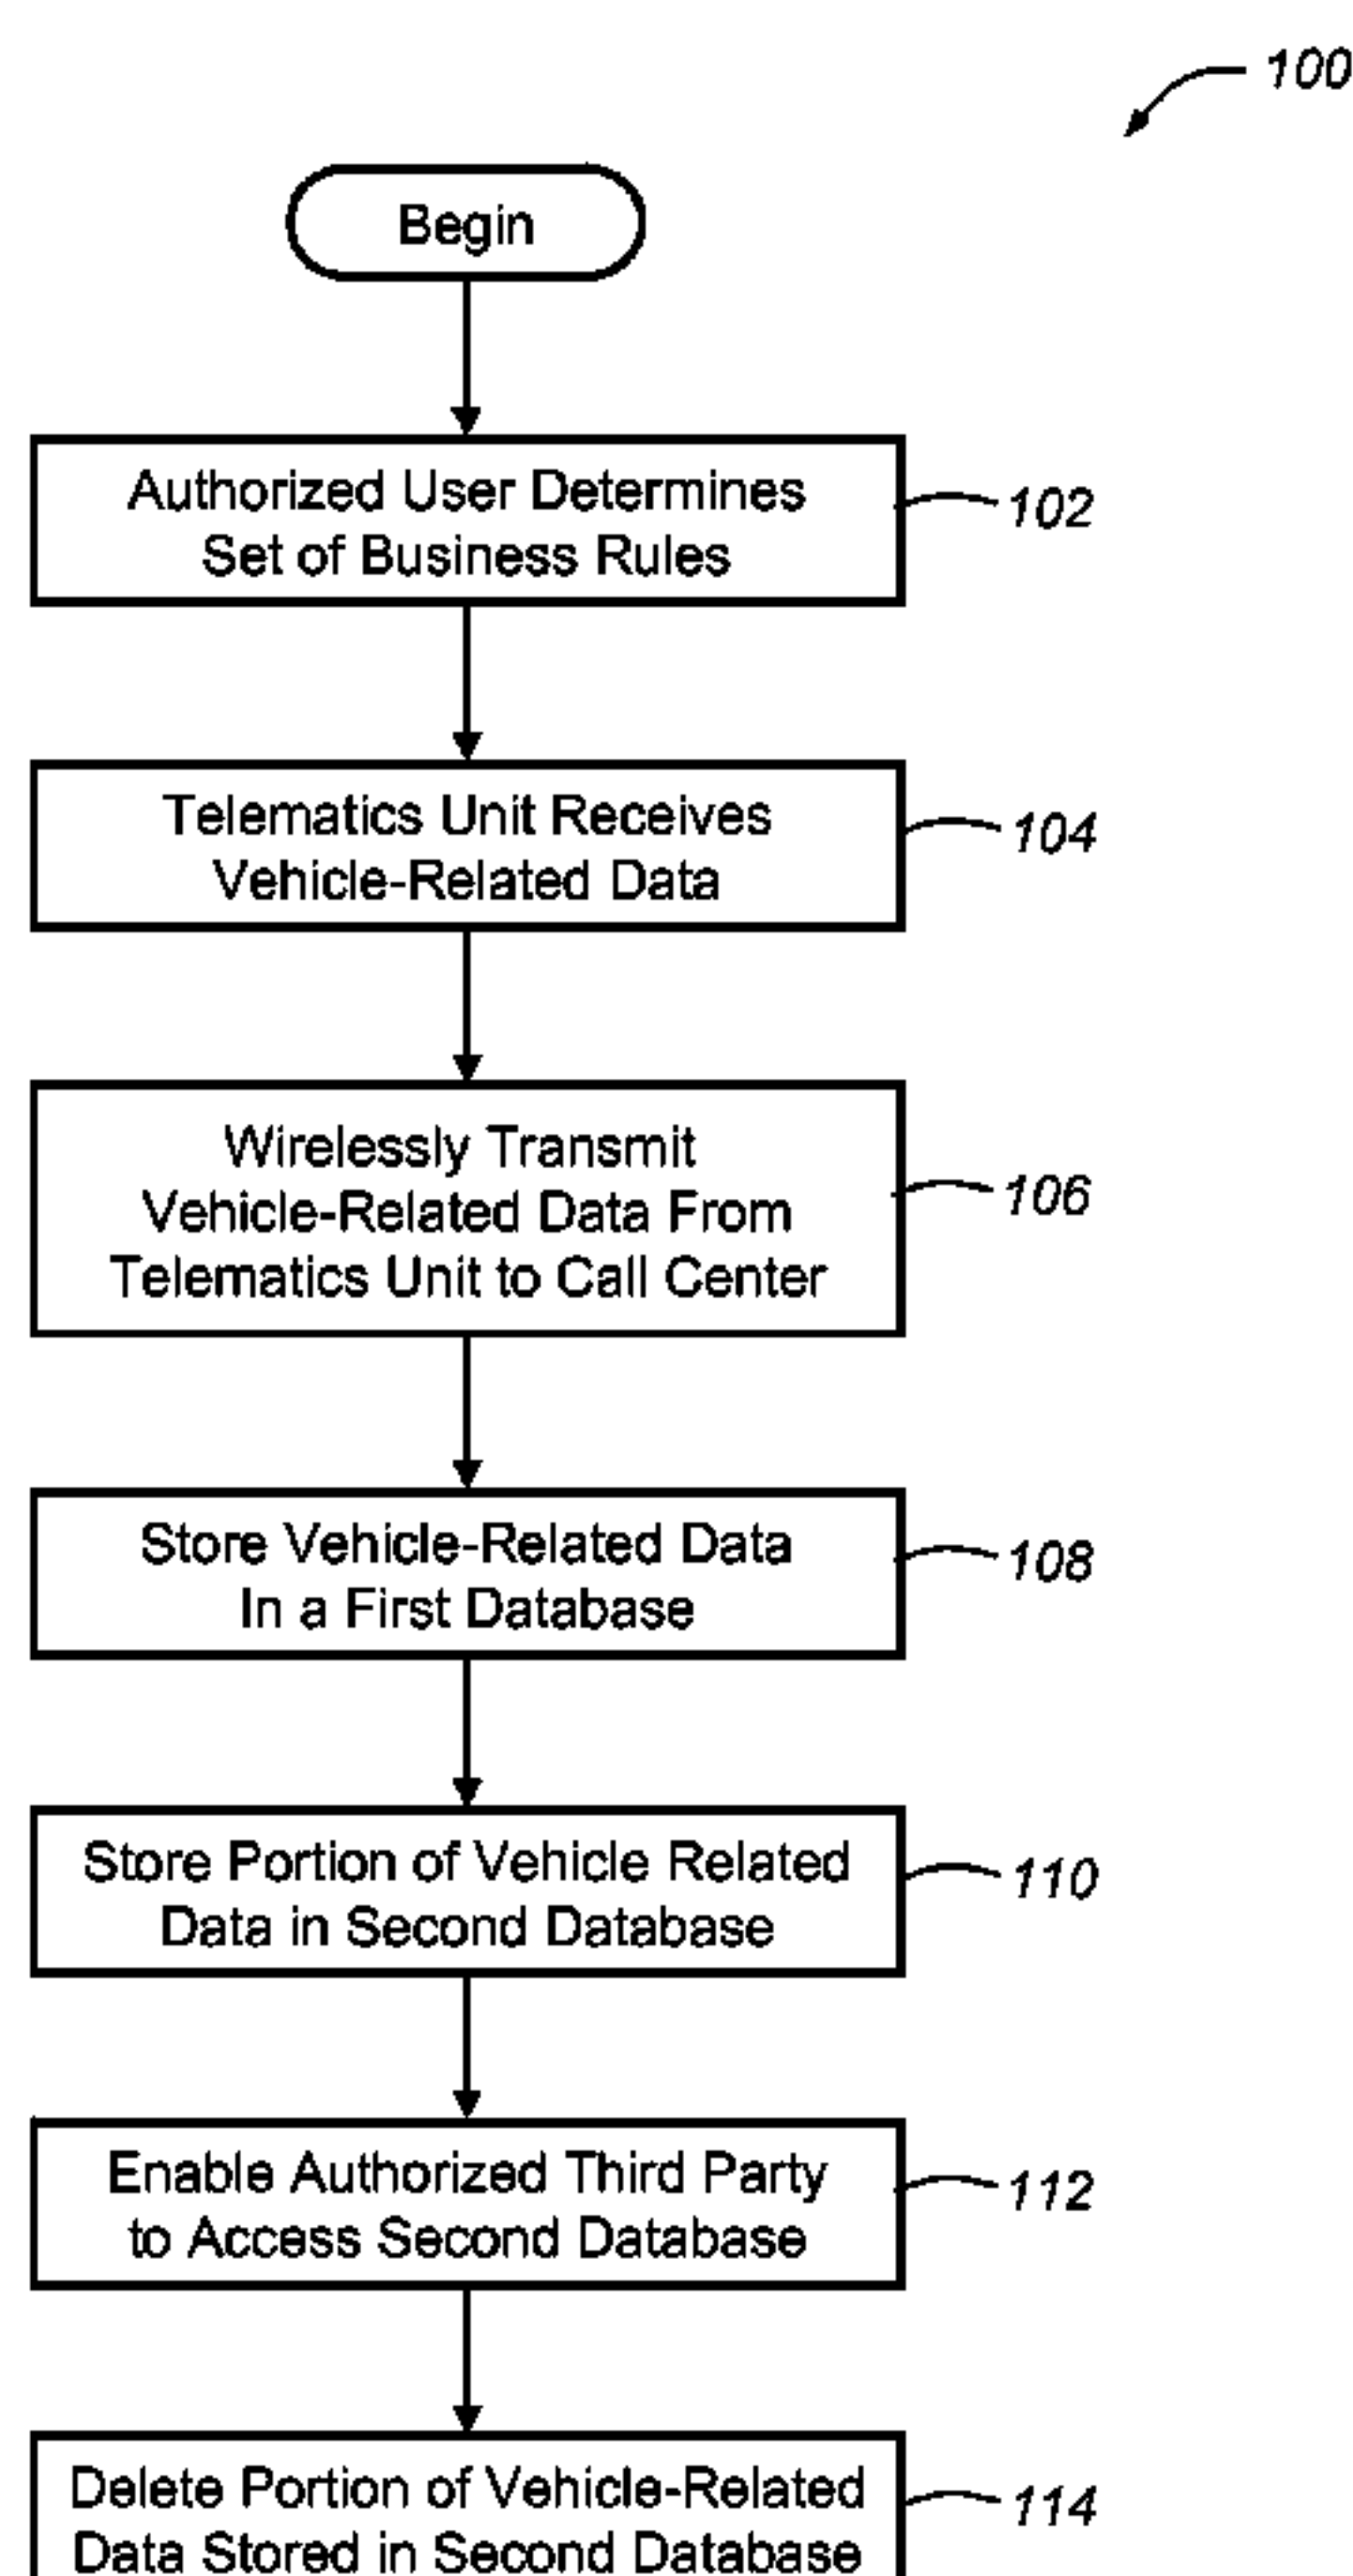 100
Begin
Authorized User Determines
Set of Business Rules
102
Telematics Unit Receives
Vehicle-Related Data
104
Wirelessly Transmit
Vehicle-Related Data From
Telematics Unit to Call Center
106
Store Vehicle-Related Data
In a First Database
108
Store Portion of Vehicle Related
Data in Second Database
110
Enable Authorized Third Party
to Access Second Database
112
Delete Portion of Vehicle-Related
Data Stored in Second Database
114